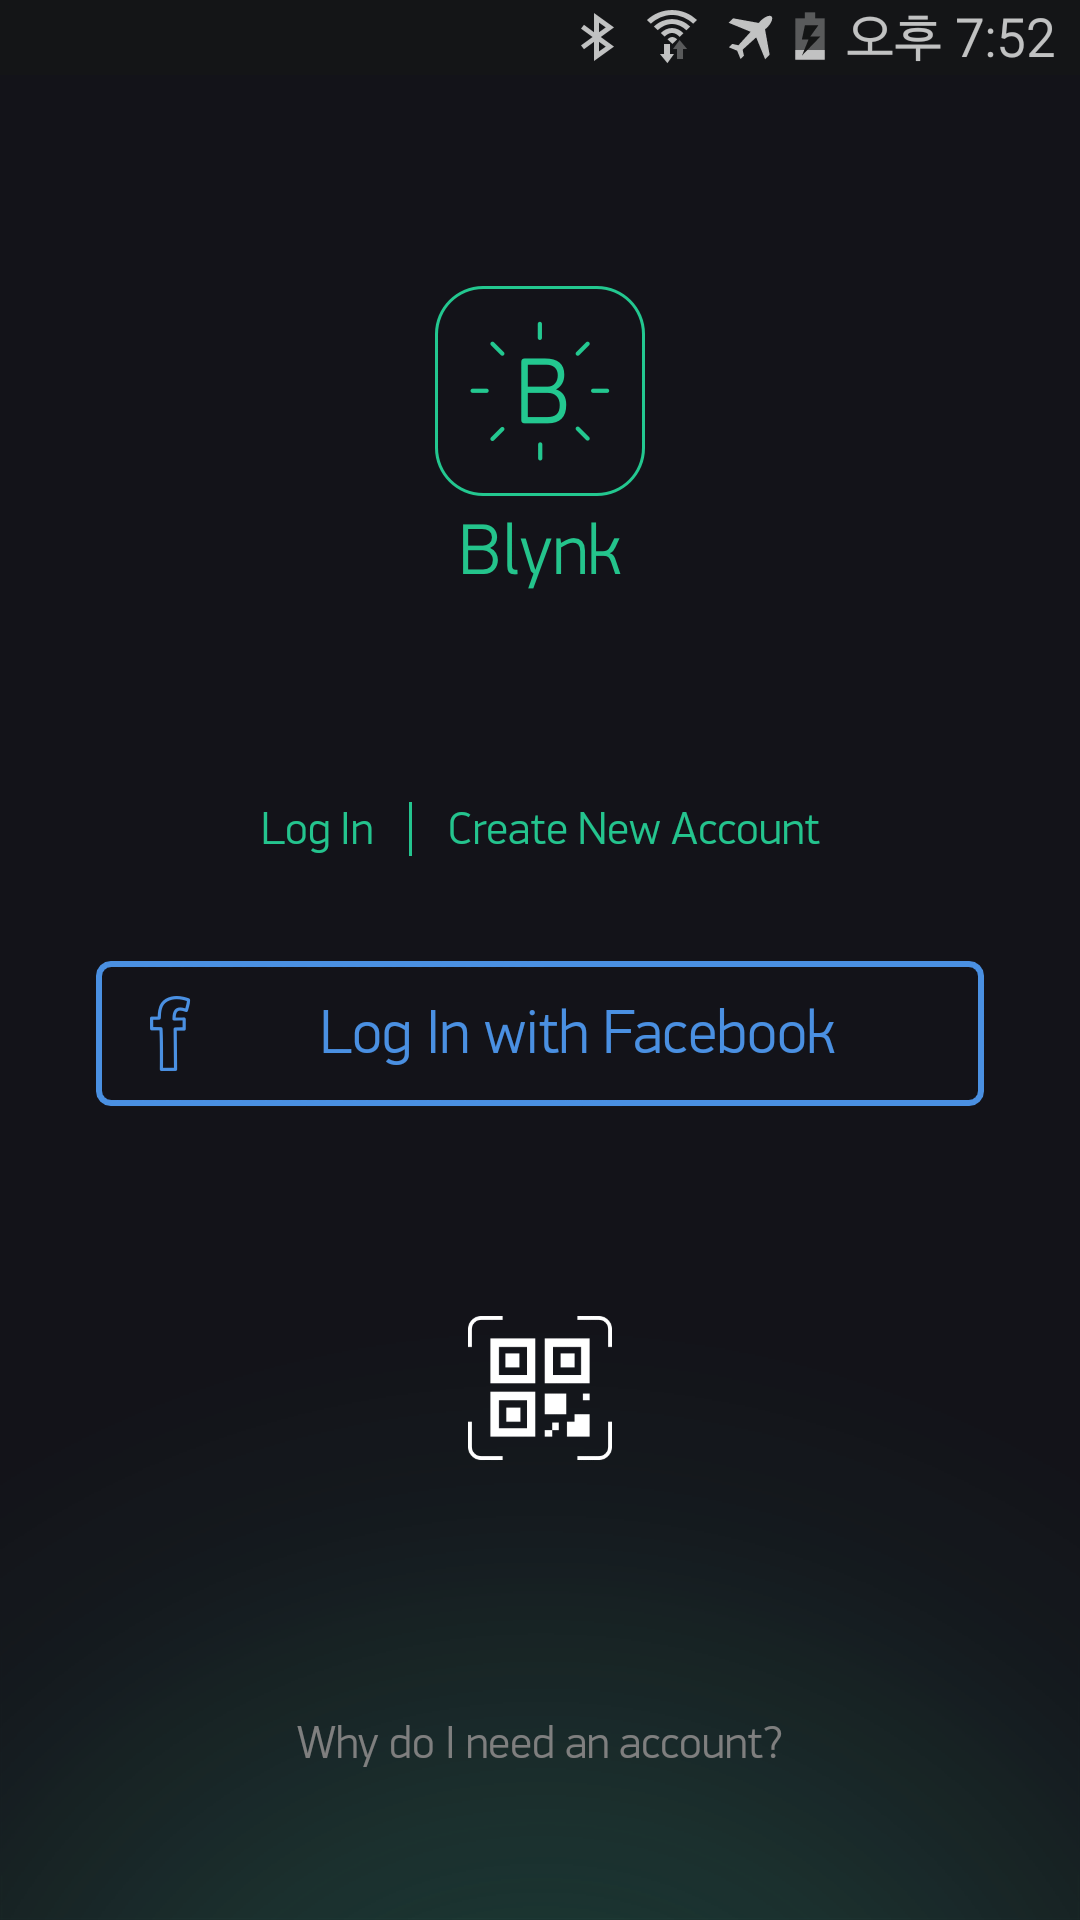 오후 7:52
B
Blynk
Log In | Create New Account
f Log In with Facebook
Why do I need an account?